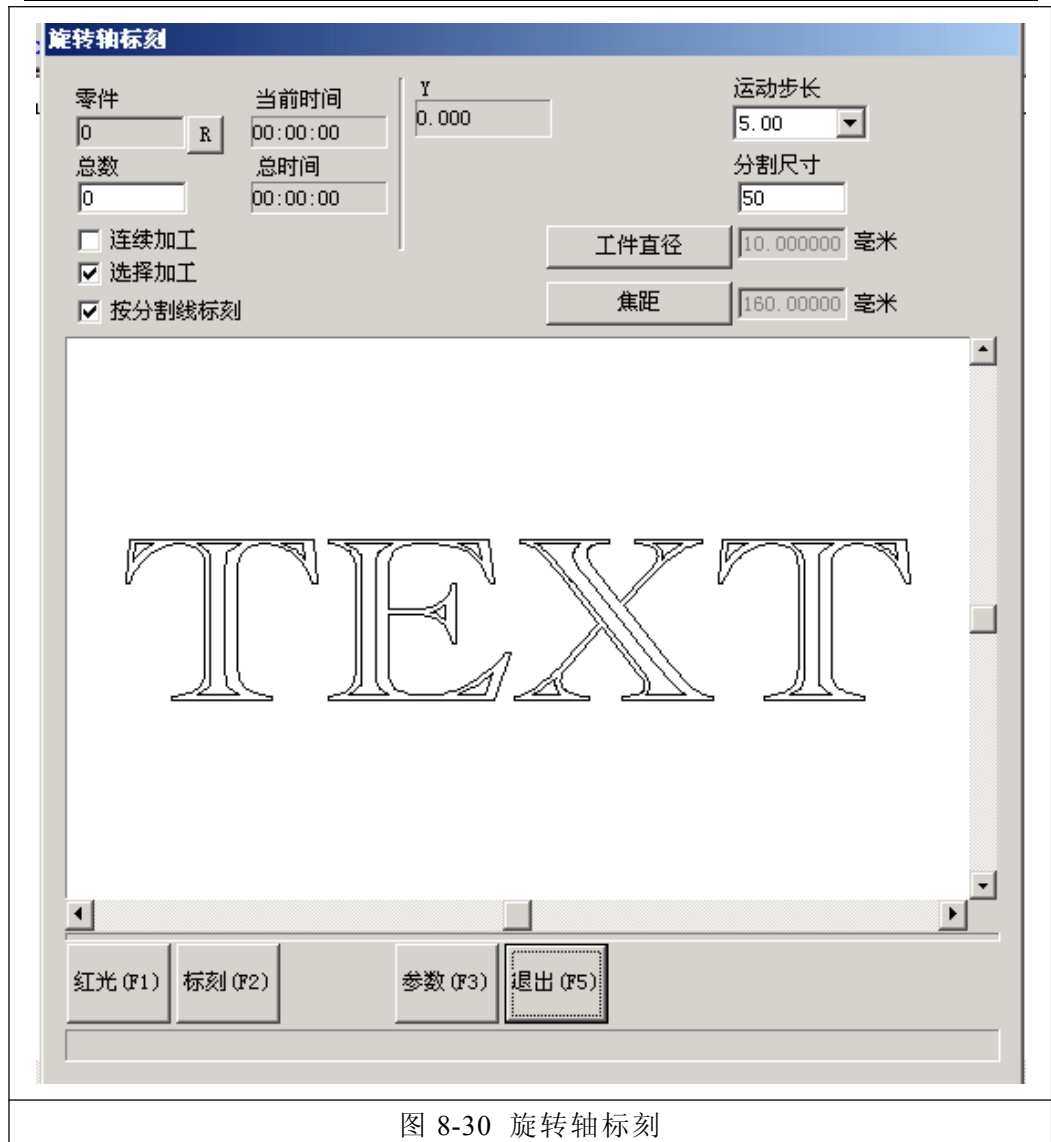 旋转轴标刻
零件 当前时间 Y 运动步长
0 R 00:00:00 0.000 5.00
总数 总时间 分割尺寸
0 00:00:00 50
连续加工 工件直径 10.000000 毫米
选择加工
按分割线标刻 焦距 160.00000 毫米
TEXT
红光(F1) 标刻(F2) 参数(F3) 退出(F5)
图 8-30 旋转轴标刻